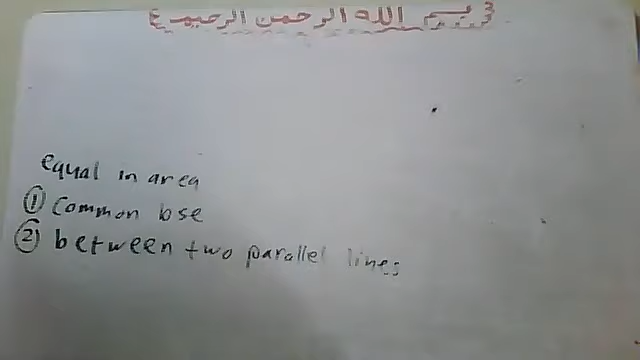 بسم الله الرحمن الرحيم
equal in area
① Common bse
② between two parallel lines